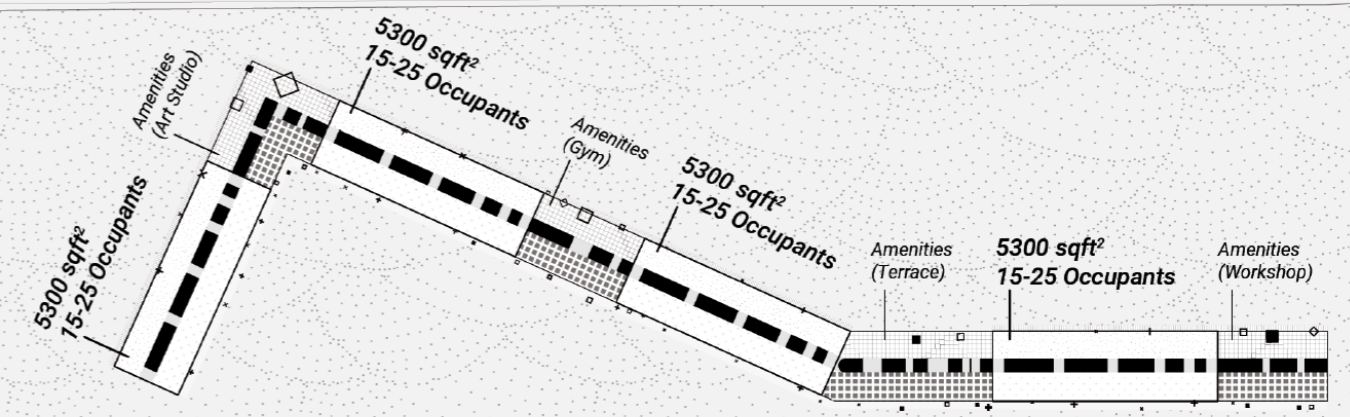 Amenities
(Art Studio)
5300 sqft²
15-25 Occupants
5300 sqft²
15-25 Occupants
Amenities
(Gym)
5300 sqft²
15-25 Occupants
Amenities
(Terrace)
5300 sqft²
15-25 Occupants
Amenities
(Workshop)